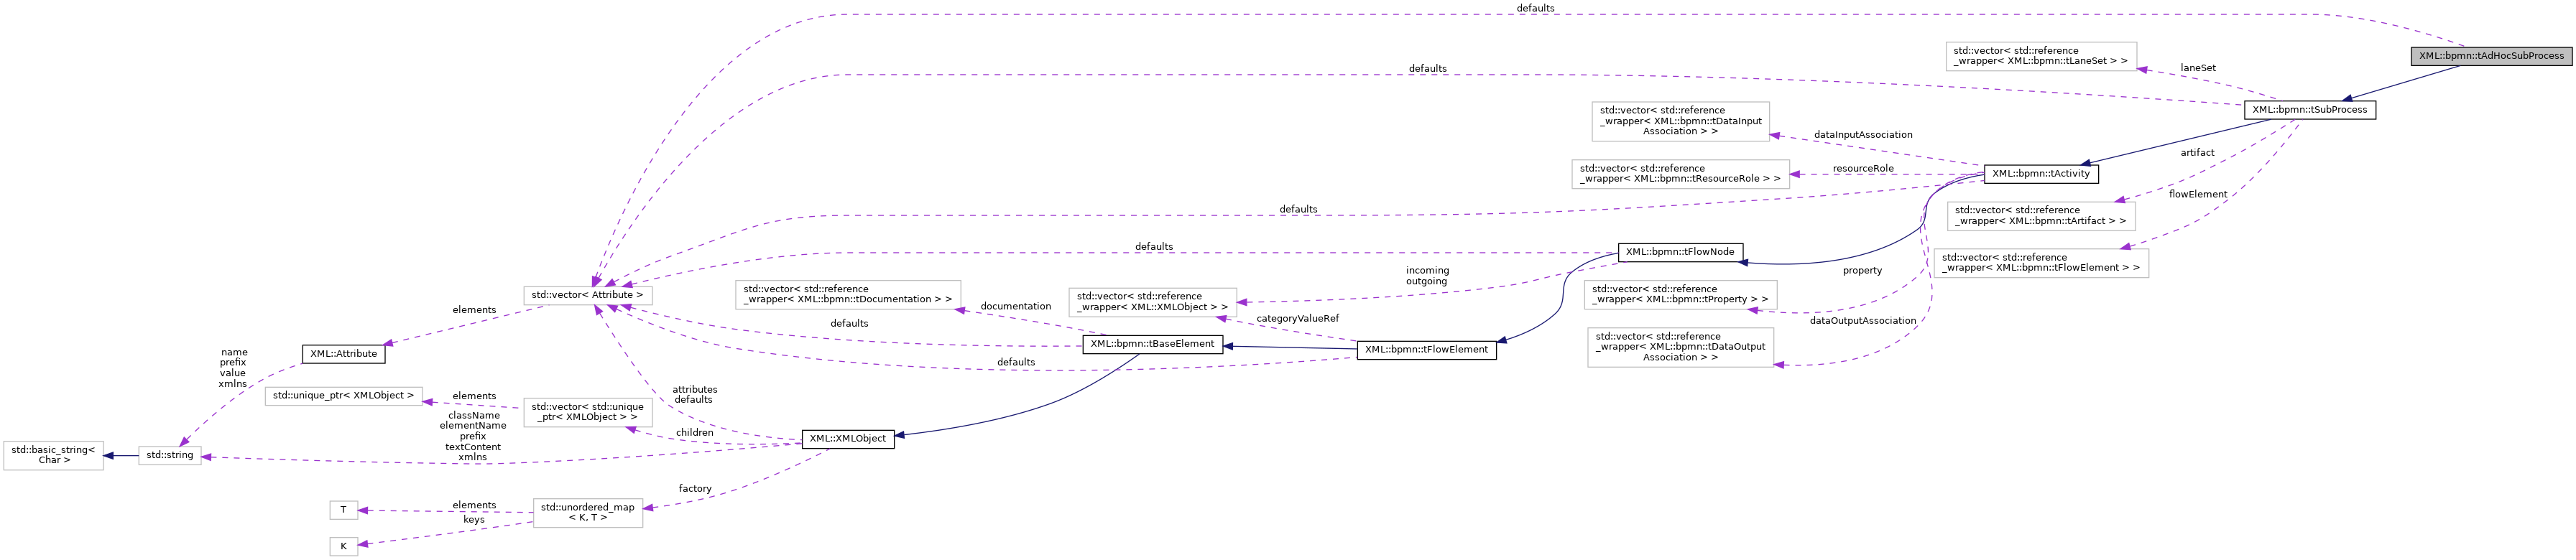 defaults
XML::bpmn::tAdHocSubProcess
std::vector< std::reference
_wrapper< XML::bpmn::tLaneSet > >
laneSet
defaults
XML::bpmn::tSubProcess
std::vector< std::reference
_wrapper< XML::bpmn::tDataInput
Association > >
dataInputAssociation
artifact
std::vector< std::reference
_wrapper< XML::bpmn::tResourceRole > >
resourceRole
XML::bpmn::tActivity
flowElement
defaults
std::vector< std::reference
_wrapper< XML::bpmn::tArtifact > >
defaults
XML::bpmn::tFlowNode
std::vector< std::reference
_wrapper< XML::bpmn::tFlowElement > >
incoming
outgoing
property
std::vector< Attribute >
std::vector< std::reference
_wrapper< XML::bpmn::tDocumentation > >
documentation
std::vector< std::reference
_wrapper< XML::XMLObject > >
std::vector< std::reference
_wrapper< XML::bpmn::tProperty > >
elements
defaults
categoryValueRef
dataOutputAssociation
std::vector< std::reference
_wrapper< XML::bpmn::tDataOutput
Association > >
XML::bpmn::tBaseElement
XML::bpmn::tFlowElement
defaults
name
prefix
value
xmlns
XML::Attribute
attributes
defaults
std::unique_ptr< XMLObject >
elements
std::vector< std::unique
_ptr< XMLObject > >
className
elementName
prefix
textContent
xmlns
children
XML::XMLObject
std::basic_string<
Char >
std::string
factory
elements
keys
std::unordered_map
< K, T >
T
K